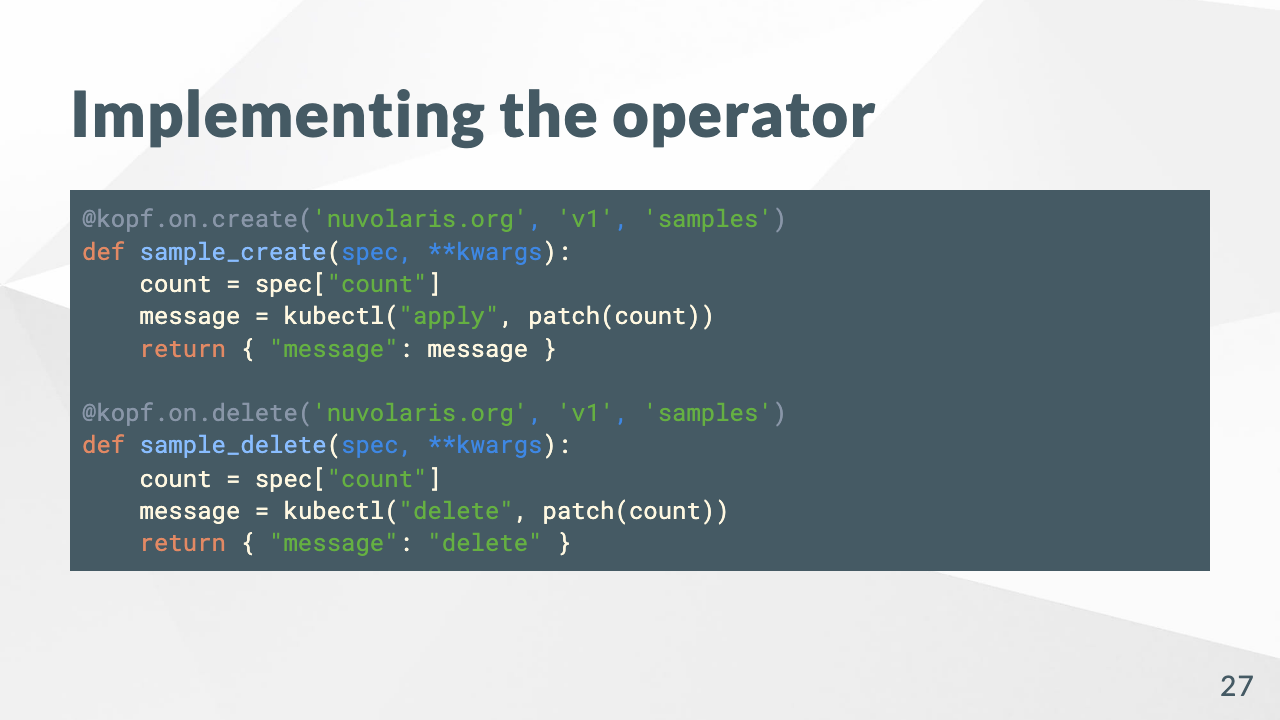 Implementing the operator
@kopf.on.create('nuvolaris.org', 'v1', 'samples')
def sample_create(spec, **kwargs):
    count = spec["count"]
    message = kubectl("apply", patch(count))
    return { "message": message }
@kopf.on.delete('nuvolaris.org', 'v1', 'samples')
def sample_delete(spec, **kwargs):
    count = spec["count"]
    message = kubectl("delete", patch(count))
    return { "message": "delete" }
27